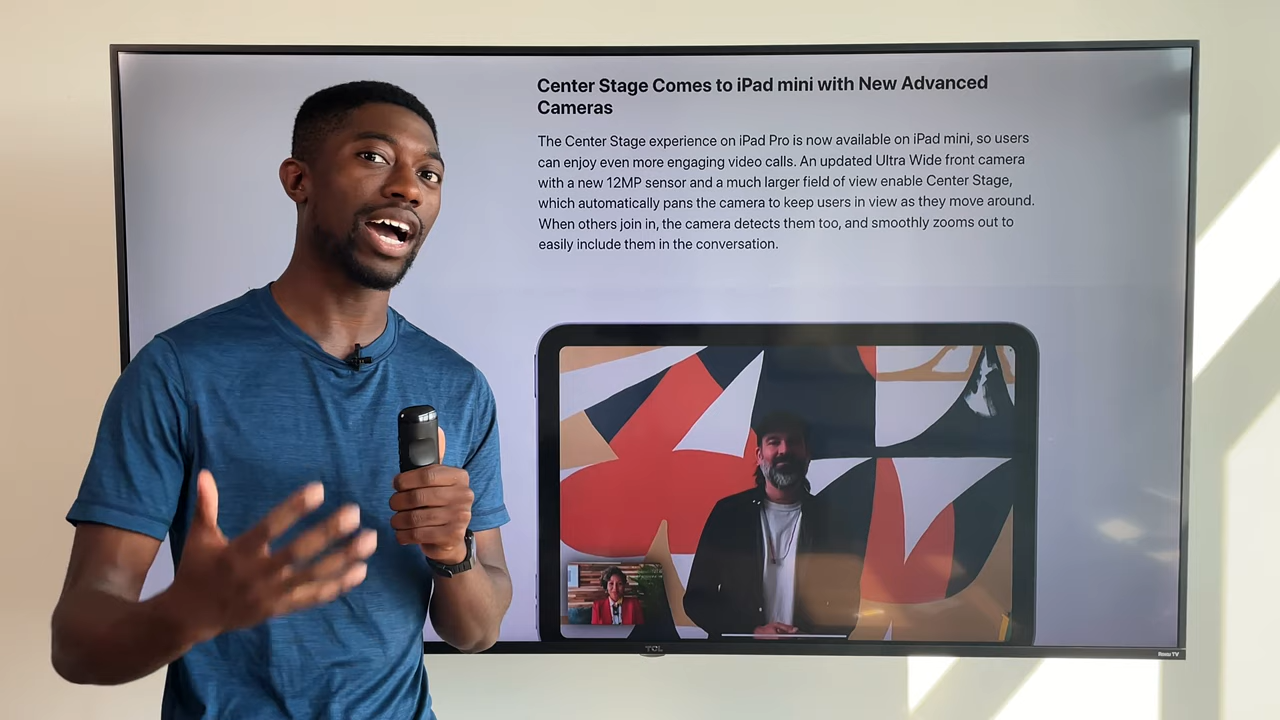 Center Stage Comes to iPad mini with New Advanced
Cameras
The Center Stage experience on iPad Pro is now available on iPad mini, so users
can enjoy even more engaging video calls. An updated Ultra Wide front camera
with a new 12MP sensor and a much larger field of view enable Center Stage,
which automatically pans the camera to keep users in view as they move around.
When others join in, the camera detects them too, and smoothly zooms out to
easily include them in the conversation.
TCL
Roku TV